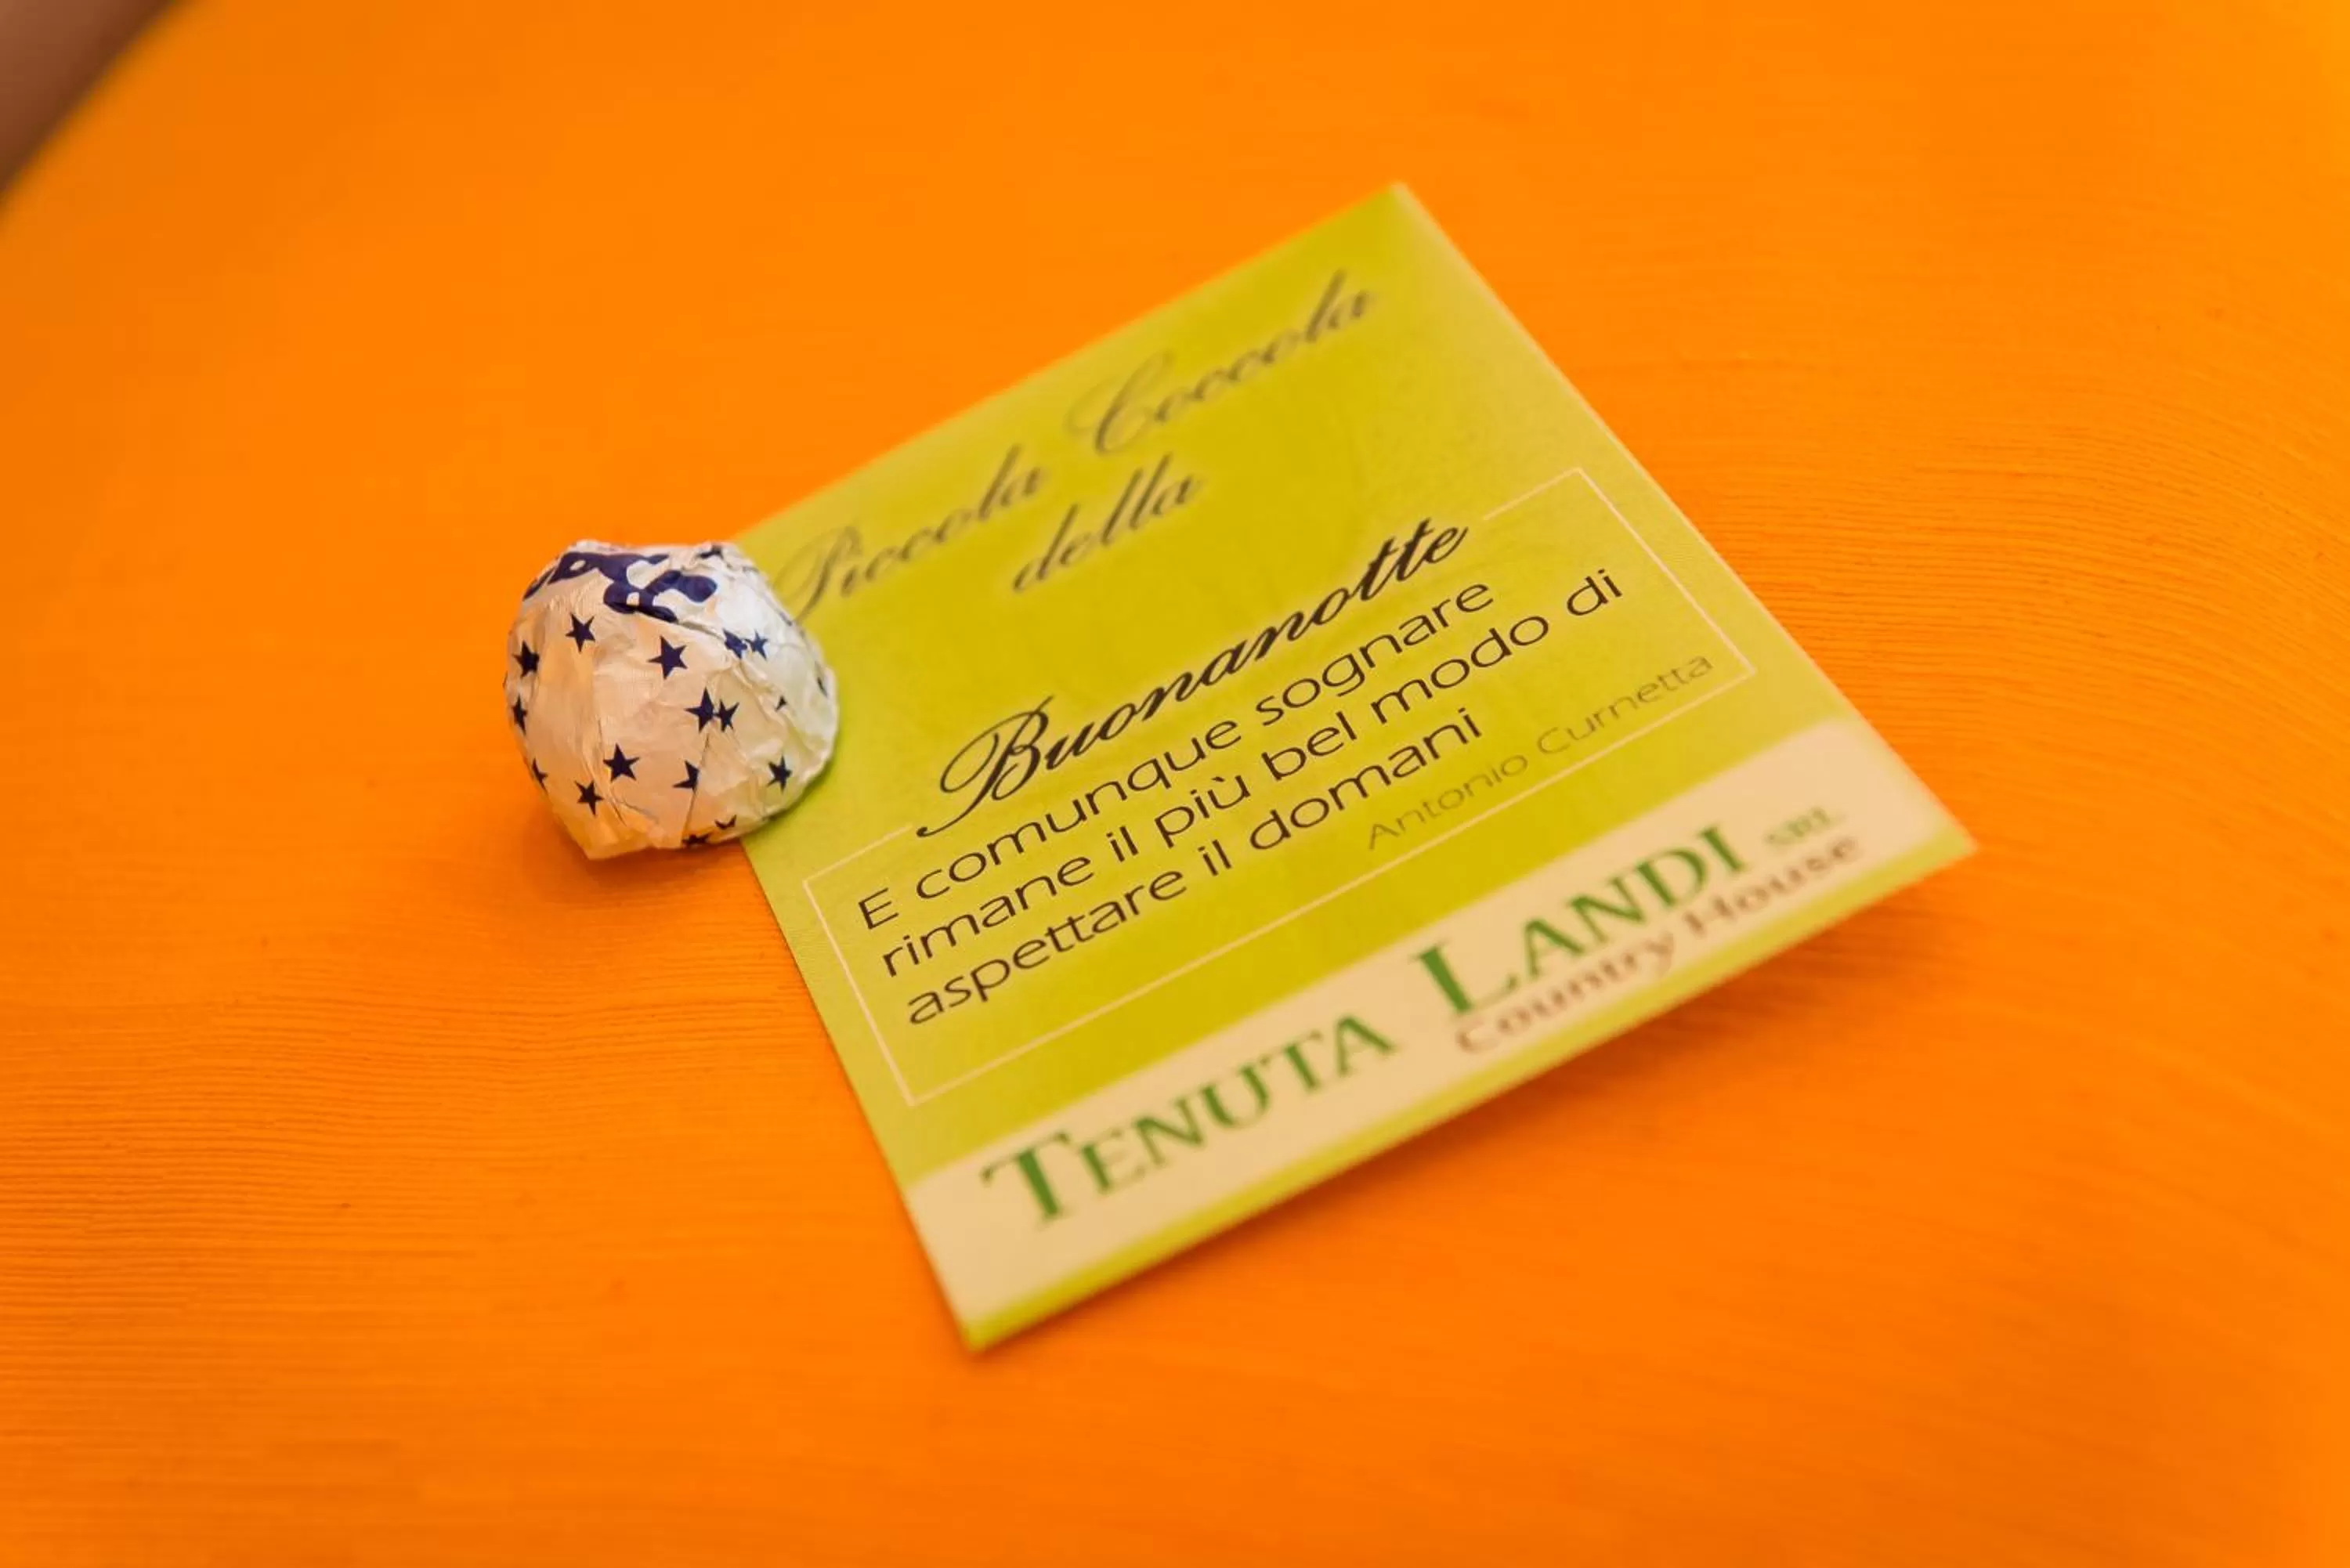 Piccola Coccola
della
Buonanotte
E comunque sognare
rimane il più bel modo di
aspettare il domani
Antonio Curnetta
TENUTA LANDI SRL
Country House